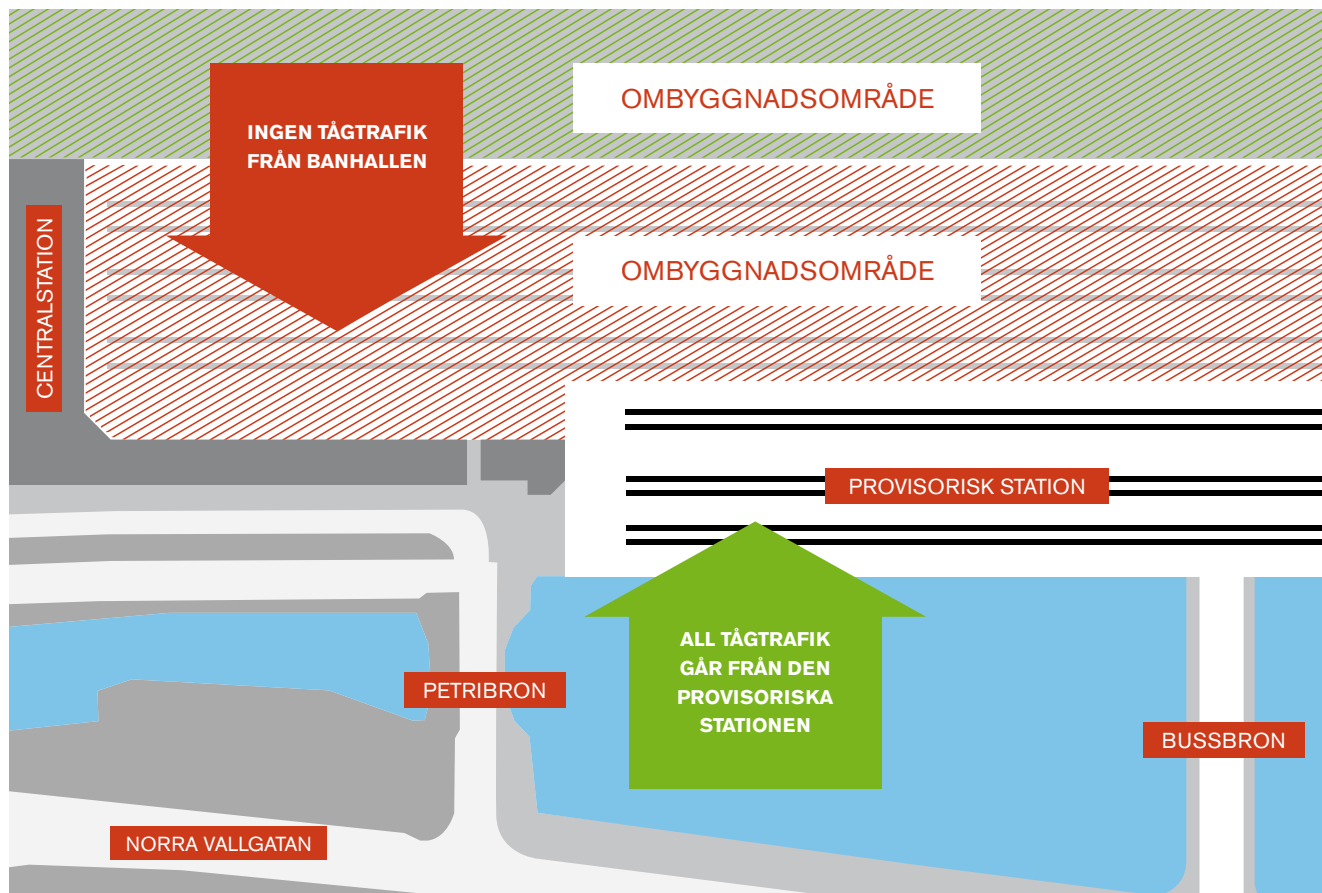 OMBYGGNADSOMRÅDE
INGEN TÅGTRAFIK
FRÅN BANHALLEN
CENTRALSTATION
OMBYGGNADSOMRÅDE
PROVISORISK STATION
ALL TÅGTRAFIK
GÅR FRÅN DEN
PROVISORISKA
STATIONEN
PETRIBRON
BUSSBRON
NORRA VALLGATAN